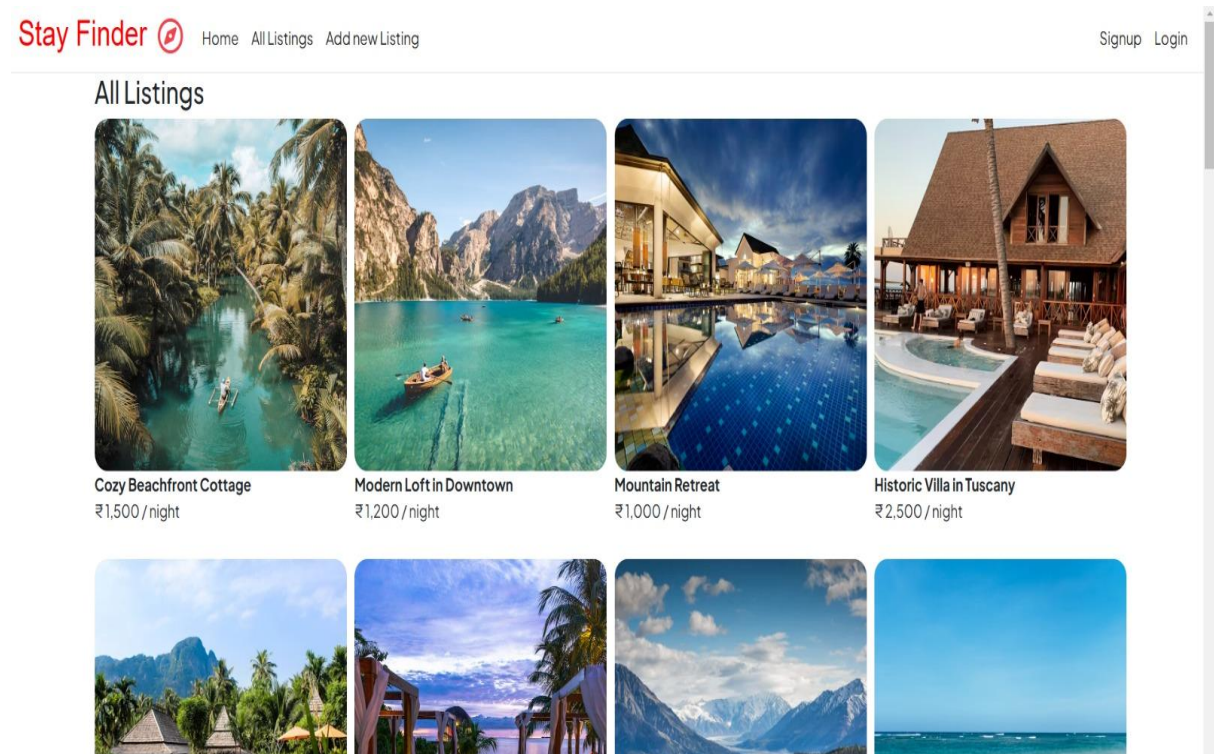 Stay Finder Home All Listings Add new Listing Signup Login
All Listings
Cozy Beachfront Cottage
₹1,500 / night
Modern Loft in Downtown
₹1,200 / night
Mountain Retreat
₹1,000 / night
Historic Villa in Tuscany
₹2,500 / night